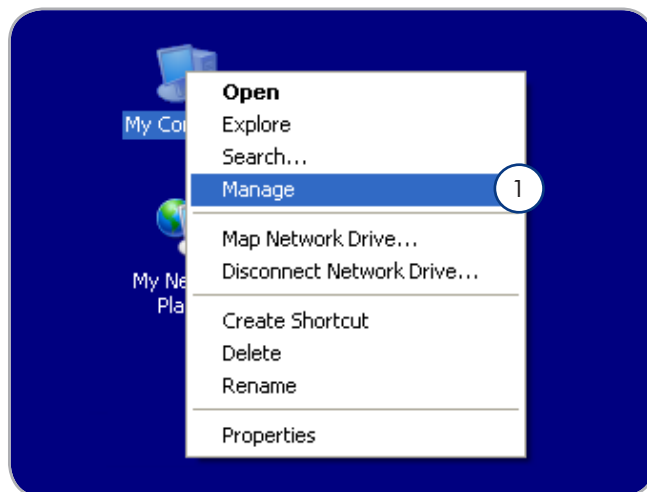 My Co
Open
Explore
Search...
Manage
1
Map Network Drive...
Disconnect Network Drive...
My Ne
Pla
Create Shortcut
Delete
Rename
Properties